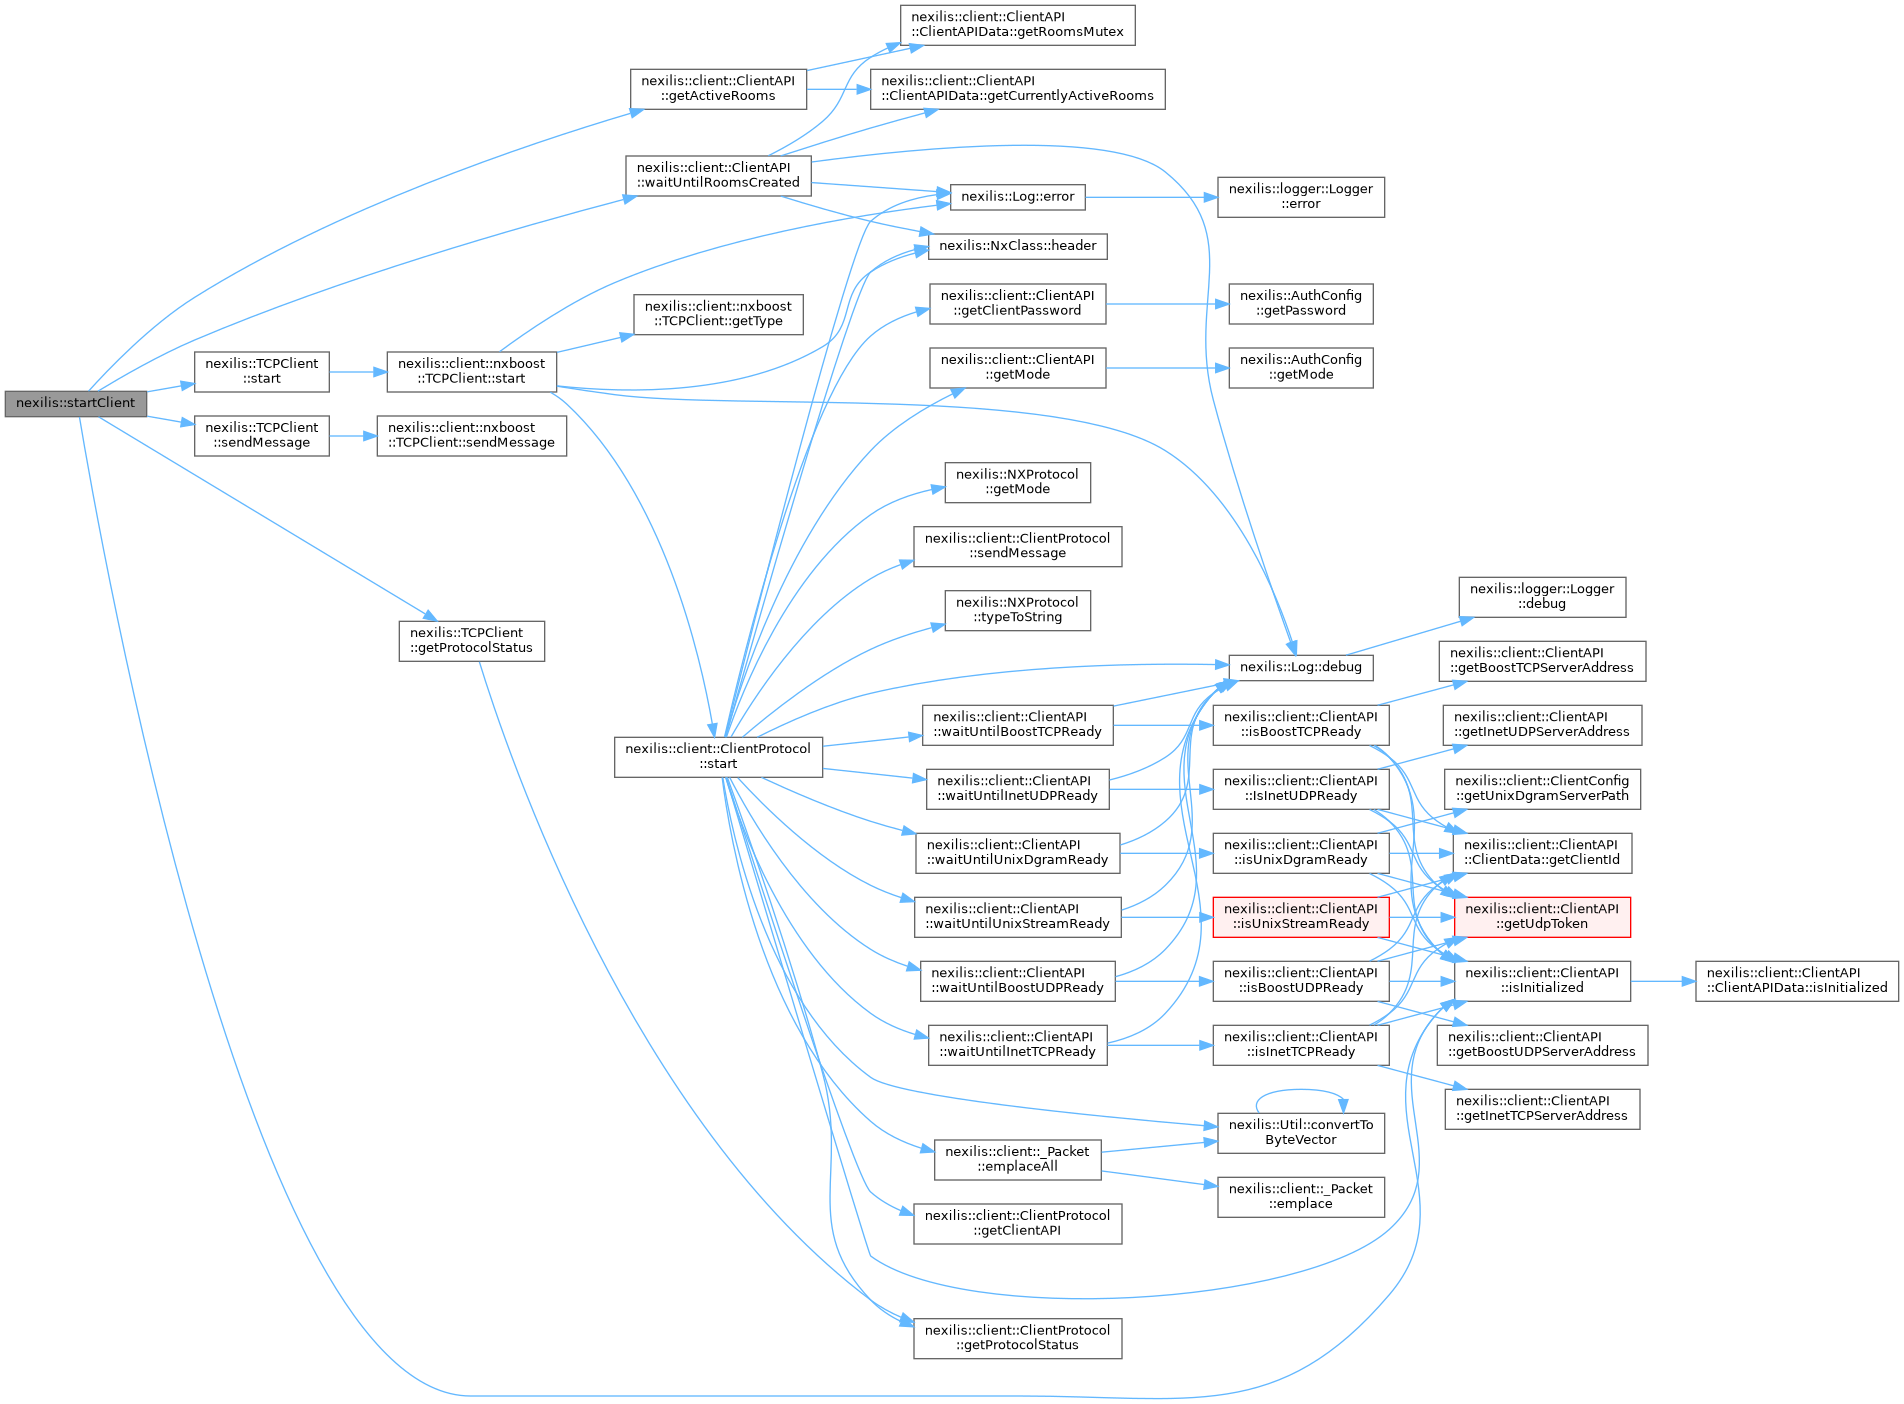 nexilis::client::ClientAPI
::ClientAPIData::getRoomsMutex
nexilis::client::ClientAPI
::getActiveRooms
nexilis::client::ClientAPI
::ClientAPIData::getCurrentlyActiveRooms
nexilis::client::ClientAPI
::waitUntilRoomsCreated
nexilis::Log::error
nexilis::logger::Logger
::error
nexilis::NxClass::header
nexilis::client::nxboost
::TCPClient::getType
nexilis::client::ClientAPI
::getClientPassword
nexilis::AuthConfig
::getPassword
nexilis::TCPClient
::start
nexilis::client::nxboost
::TCPClient::start
nexilis::client::ClientAPI
::getMode
nexilis::AuthConfig
::getMode
nexilis::startClient
nexilis::TCPClient
::sendMessage
nexilis::client::nxboost
::TCPClient::sendMessage
nexilis::NXProtocol
::getMode
nexilis::client::ClientProtocol
::sendMessage
nexilis::NXProtocol
::typeToString
nexilis::logger::Logger
::debug
nexilis::TCPClient
::getProtocolStatus
nexilis::Log::debug
nexilis::client::ClientAPI
::getBoostTCPServerAddress
nexilis::client::ClientProtocol
::start
nexilis::client::ClientAPI
::waitUntilBoostTCPReady
nexilis::client::ClientAPI
::isBoostTCPReady
nexilis::client::ClientAPI
::getInetUDPServerAddress
nexilis::client::ClientAPI
::waitUntilInetUDPReady
nexilis::client::ClientAPI
::IsInetUDPReady
nexilis::client::ClientConfig
::getUnixDgramServerPath
nexilis::client::ClientAPI
::waitUntilUnixDgramReady
nexilis::client::ClientAPI
::isUnixDgramReady
nexilis::client::ClientAPI
::ClientData::getClientId
nexilis::client::ClientAPI
::waitUntilUnixStreamReady
nexilis::client::ClientAPI
::isUnixStreamReady
nexilis::client::ClientAPI
::getUdpToken
nexilis::client::ClientAPI
::waitUntilBoostUDPReady
nexilis::client::ClientAPI
::isBoostUDPReady
nexilis::client::ClientAPI
::isInitialized
nexilis::client::ClientAPI
::ClientAPIData::isInitialized
nexilis::client::ClientAPI
::waitUntilInetTCPReady
nexilis::client::ClientAPI
::isInetTCPReady
nexilis::client::ClientAPI
::getBoostUDPServerAddress
nexilis::client::ClientAPI
::getInetTCPServerAddress
nexilis::Util::convertTo
ByteVector
nexilis::client::_Packet
::emplaceAll
nexilis::client::_Packet
::emplace
nexilis::client::ClientProtocol
::getClientAPI
nexilis::client::ClientProtocol
::getProtocolStatus